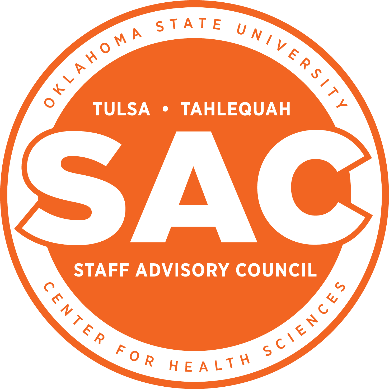 OKLAHOMA STATE UNIVERSITY
TULSA • TAHLEQUAH
SAC
STAFF ADVISORY COUNCIL
CENTER FOR HEALTH SCIENCES